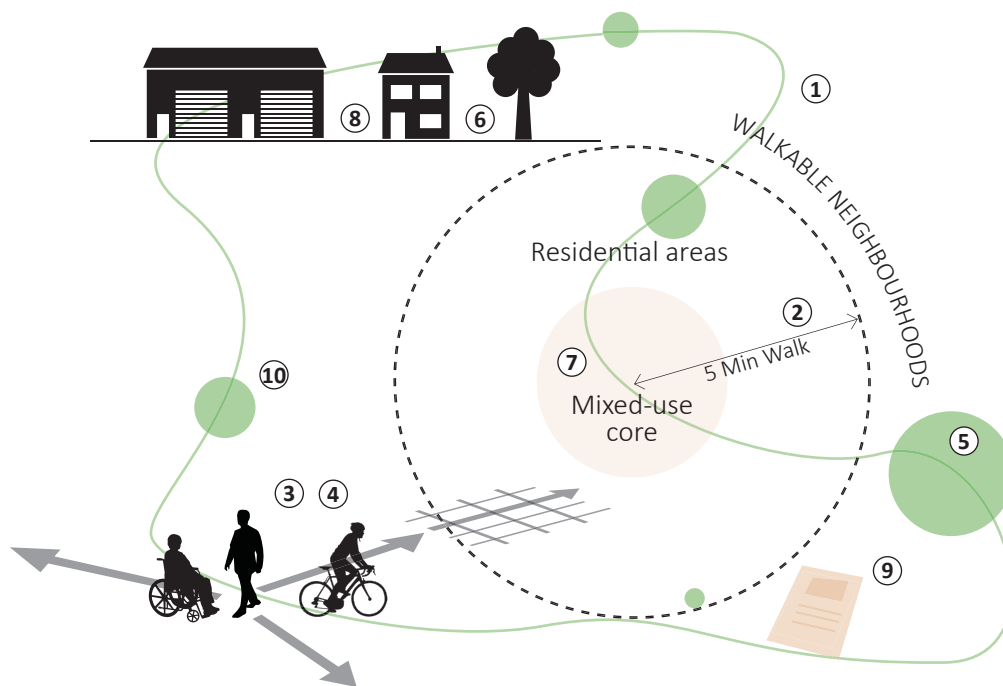 1
8
6
WALKABLE NEIGHBOURHOODS
Residential areas
2
5 Min Walk
7
10
Mixed-use
core
5
3
4
9